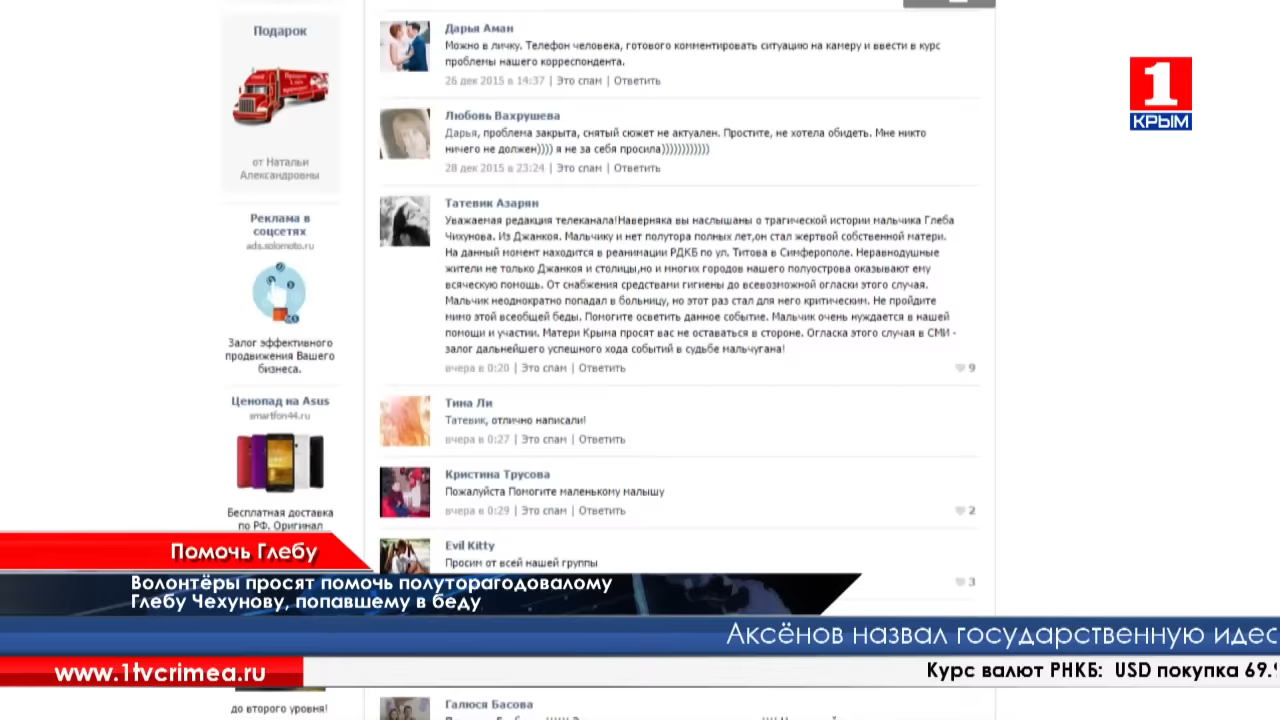 Подарок
от Натальи
Александровны
Реклама в
соцсетях
ads.solomoto.ru
Залог эффективного
продвижения Вашего
бизнеса.
Ценопад на Asus
smartfon44.ru
Бесплатная доставка
по РФ. Оригинал
до второго уровня!
Дарья Аман
Можно в личку. Телефон человека, готового комментировать ситуацию на камеру и ввести в курс
проблемы нашего корреспондента.
26 дек 2015 в 14:37 | Это спам | Ответить
Любовь Вахрушева
Дарья, проблема закрыта, снятый сюжет не актуален. Простите, не хотела обидеть. Мне никто
ничего не должен)))) я не за себя просила))))))))))))
28 дек 2015 в 23:24 | Это спам | Ответить
Татевик Азарян
Уважаемая редакция телеканала!Наверняка вы наслышаны о трагической истории мальчика Глеба
Чихунова. Из Джанкоя. Мальчику и нет полутора полных лет,он стал жертвой собственной матери.
На данный момент находится в реанимации РДКБ по ул. Титова в Симферополе. Неравнодушные
жители не только Джанкоя и столицы,но и многих городов нашего полуострова оказывают ему
всяческую помощь. От снабжения средствами гигиены до всевозможной огласки этого случая.
Мальчик неоднократно попадал в больницу, но этот раз стал для него критическим. Не пройдите
мимо этой всеобщей беды. Помогите осветить данное событие. Мальчик очень нуждается в нашей
помощи и участии. Матери Крыма просят вас не оставаться в стороне. Огласка этого случая в СМИ -
залог дальнейшего успешного хода событий в судьбе мальчугана!
вчера в 0:20 | Это спам | Ответить 9
Тина Ли
Татевик, отлично написали!
вчера в 0:27 | Это спам | Ответить
Кристина Трусова
Пожалуйста Помогите маленькому малышу
вчера в 0:29 | Это спам | Ответить 2
Evil Kitty
Просим от всей нашей группы
3
Галюся Басова
1
КРЫМ
Помочь Глебу
Волонтёры просят помочь полуторагодовалому
Глебу Чехунову, попавшему в беду
Аксёнов назвал государственную идео
www.1tvcrimea.ru
Курс валют РНКБ: USD покупка 69.9